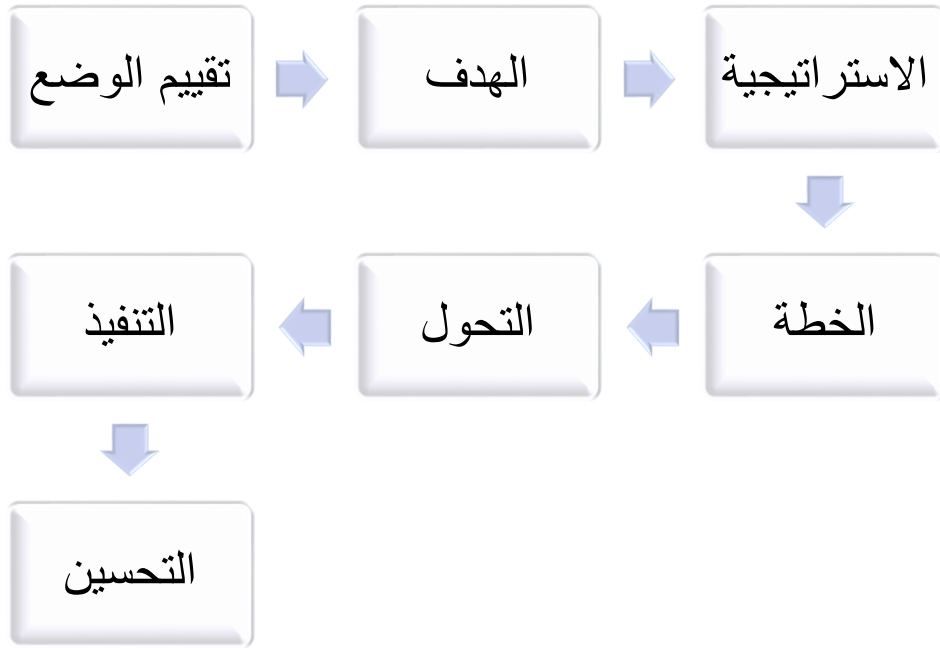 تقييم الوضع
الهدف
الاستراتيجية
الخطة
التحول
التنفيذ
التحسين